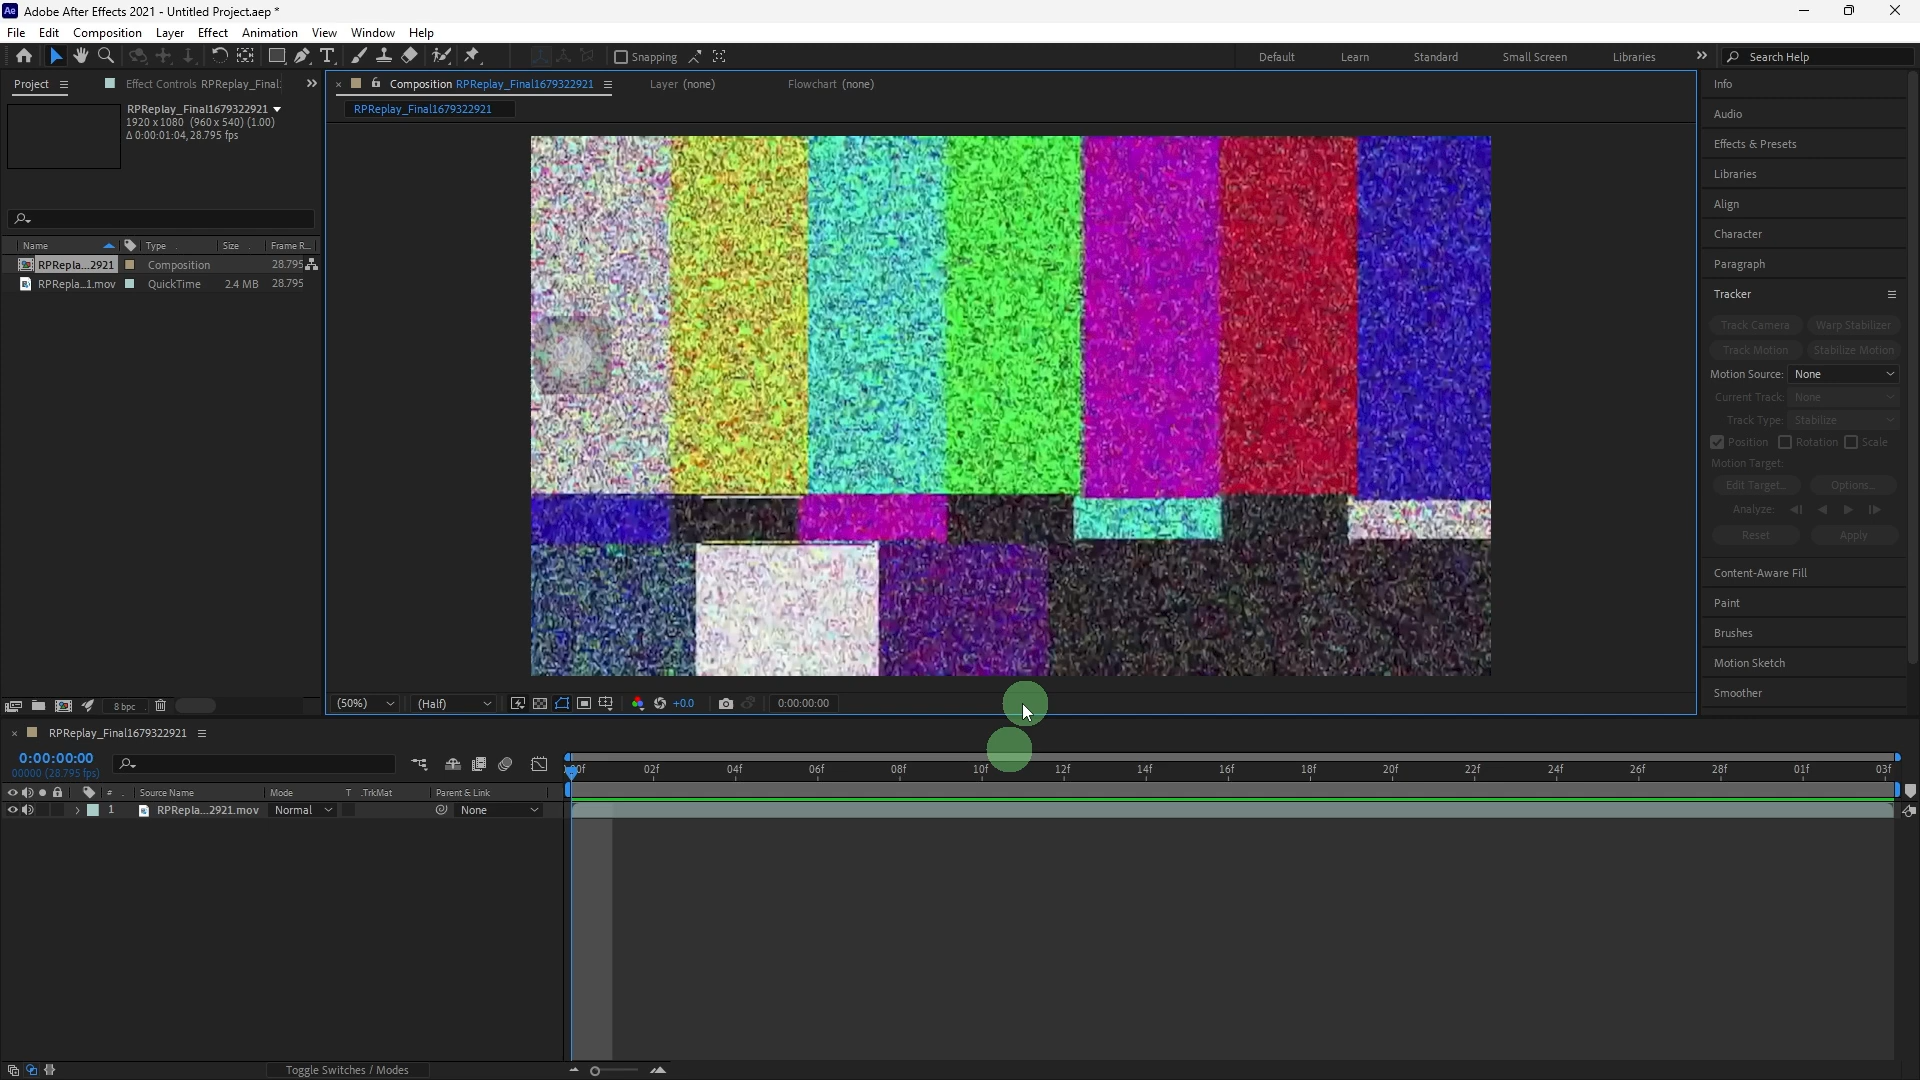 Ae Adobe After Effects 2021 - Untitled Project.aep *
File Edit Composition Layer Effect Animation View Window Help
Snapping Default Learn Standard Small Screen Libraries » Search Help
Project Effect Controls RPReplay_Final: »
RPReplay_Final1679322921
1920 x 1080 (960 x 540) (1.00)
Δ 0:00:01:04, 28.795 fps
Name Type Size Frame R...
RPRepla...2921 Composition 28.795
RPRepla...1.mov QuickTime 2.4 MB 28.795
8 bpc
× Composition RPReplay_Final1679322921 Layer (none) Flowchart (none)
RPReplay_Final1679322921
(50%) (Half) +0.0 0:00:00:00
Info
Audio
Effects & Presets
Libraries
Align
Character
Paragraph
Tracker
Track Camera Warp Stabilizer
Track Motion Stabilize Motion
Motion Source: None
Current Track: None
Track Type: Stabilize
Position Rotation Scale
Motion Target:
Edit Target... Options...
Analyze:
Reset Apply
Content-Aware Fill
Paint
Brushes
Motion Sketch
Smoother
× RPReplay_Final1679322921
0:00:00:00
00000 (28.795 fps)
02f 04f 06f 08f 10f 12f 14f 16f 18f 20f 22f 24f 26f 28f 01f 03f
# Source Name Mode T .TrkMat Parent & Link
1 RPRepla...2921.mov Normal None
Toggle Switches / Modes